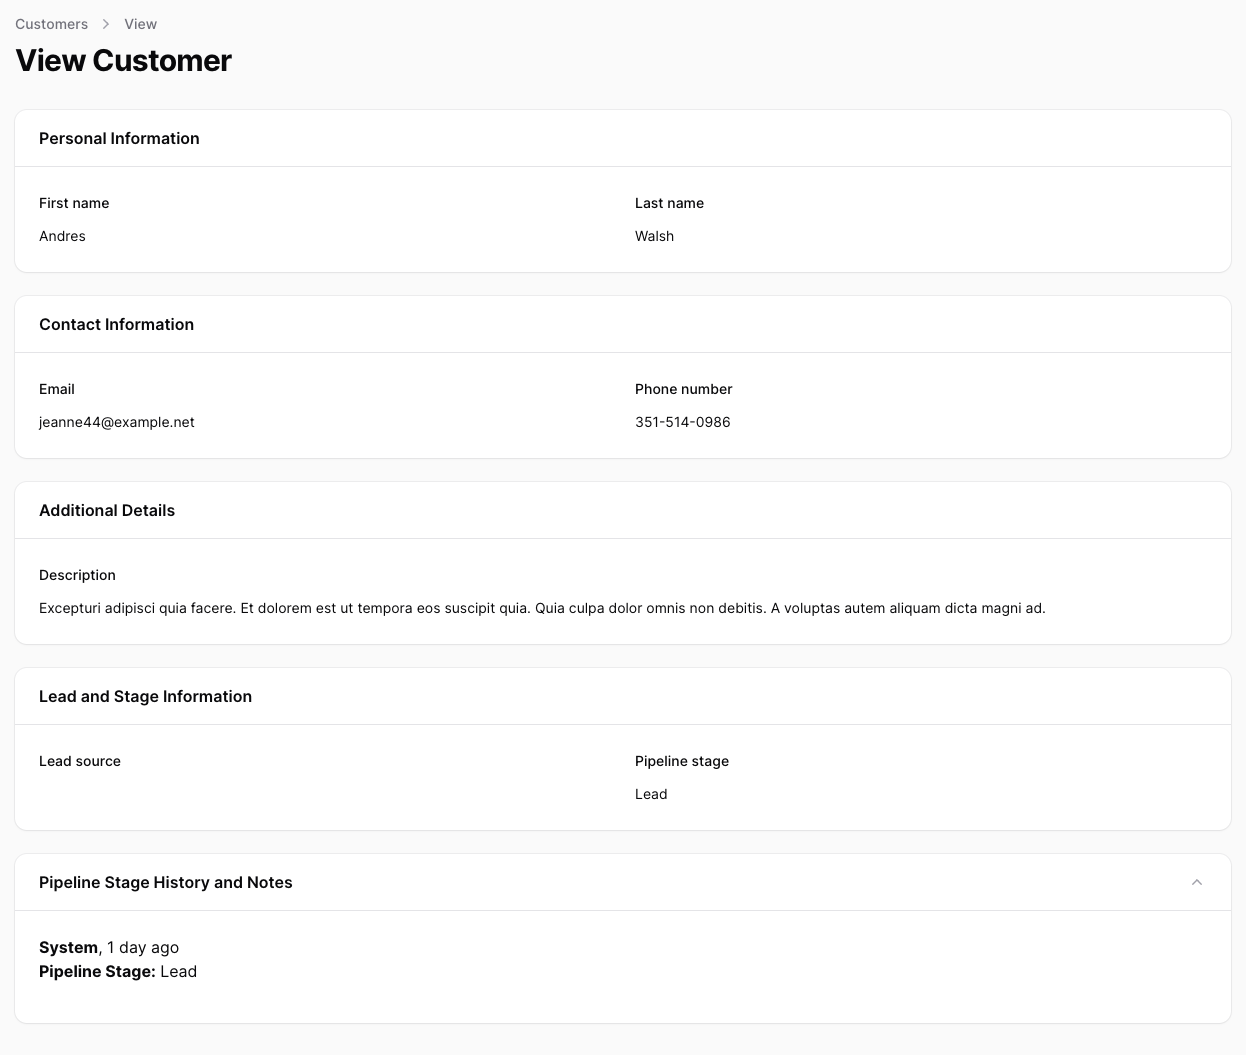 Customers > View
View Customer
Personal Information
First name
Last name
Andres
Walsh
Contact Information
Email
Phone number
jeanne44@example.net
351-514-0986
Additional Details
Description
Excepturi adipisci quia facere. Et dolorem est ut tempora eos suscipit quia. Quia culpa dolor omnis non debitis. A voluptas autem aliquam dicta magni ad.
Lead and Stage Information
Lead source
Pipeline stage
Lead
Pipeline Stage History and Notes
System, 1 day ago
Pipeline Stage: Lead